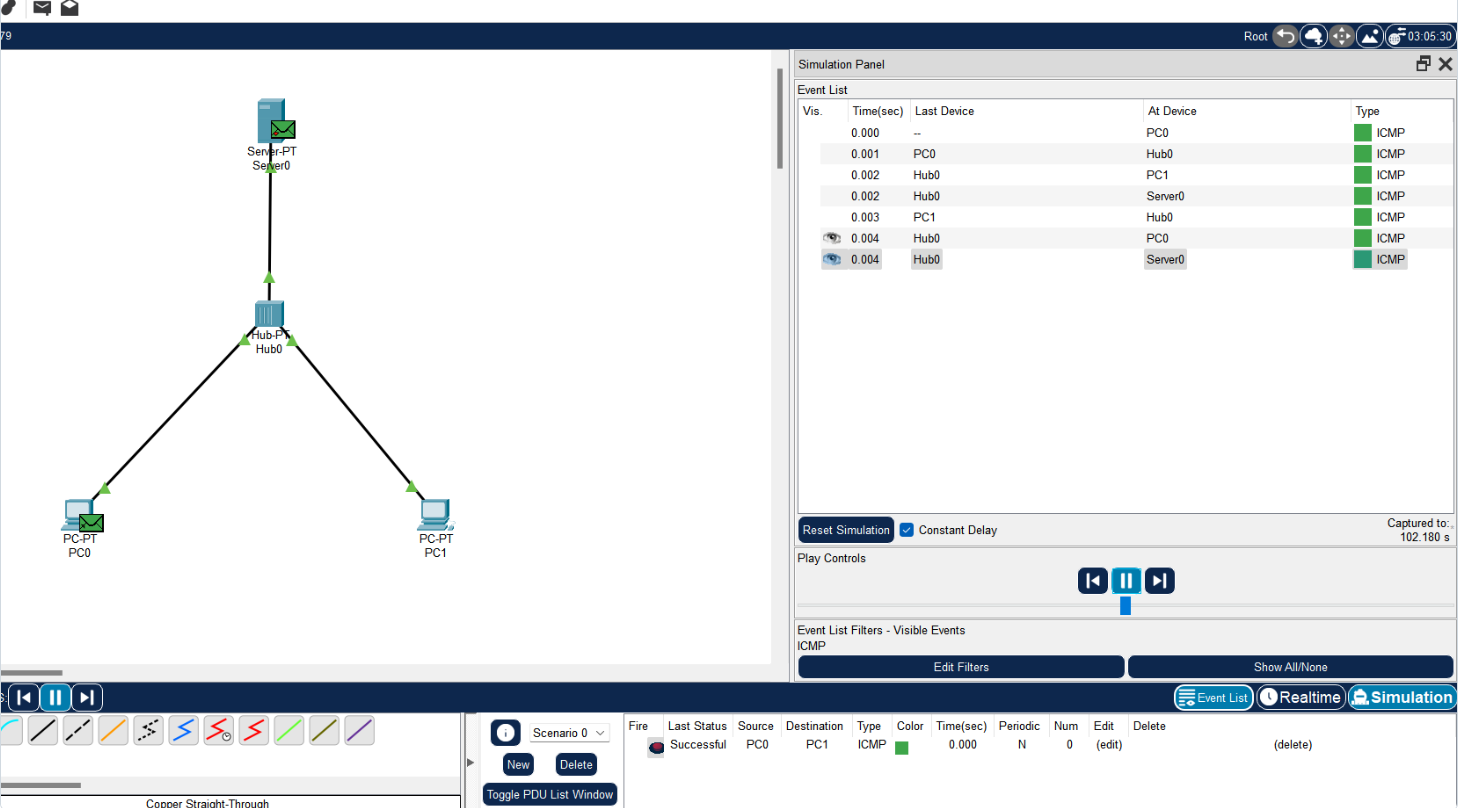 79
Root 03:05:30
Server-PT
Server0
Hub-PT
Hub0
PC-PT
PC0
PC-PT
PC1
Simulation Panel
Event List
Vis. Time(sec) Last Device At Device Type
0.000 -- PC0 ICMP
0.001 PC0 Hub0 ICMP
0.002 Hub0 PC1 ICMP
0.002 Hub0 Server0 ICMP
0.003 PC1 Hub0 ICMP
0.004 Hub0 PC0 ICMP
0.004 Hub0 Server0 ICMP
Reset Simulation Constant Delay Captured to:
102.180 s
Play Controls
Event List Filters - Visible Events
ICMP
Edit Filters Show All/None
Event List Realtime Simulation
Scenario 0
New Delete
Toggle PDU List Window
Fire Last Status Source Destination Type Color Time(sec) Periodic Num Edit Delete
Successful PC0 PC1 ICMP 0.000 N 0 (edit) (delete)
Copper Straight-Through